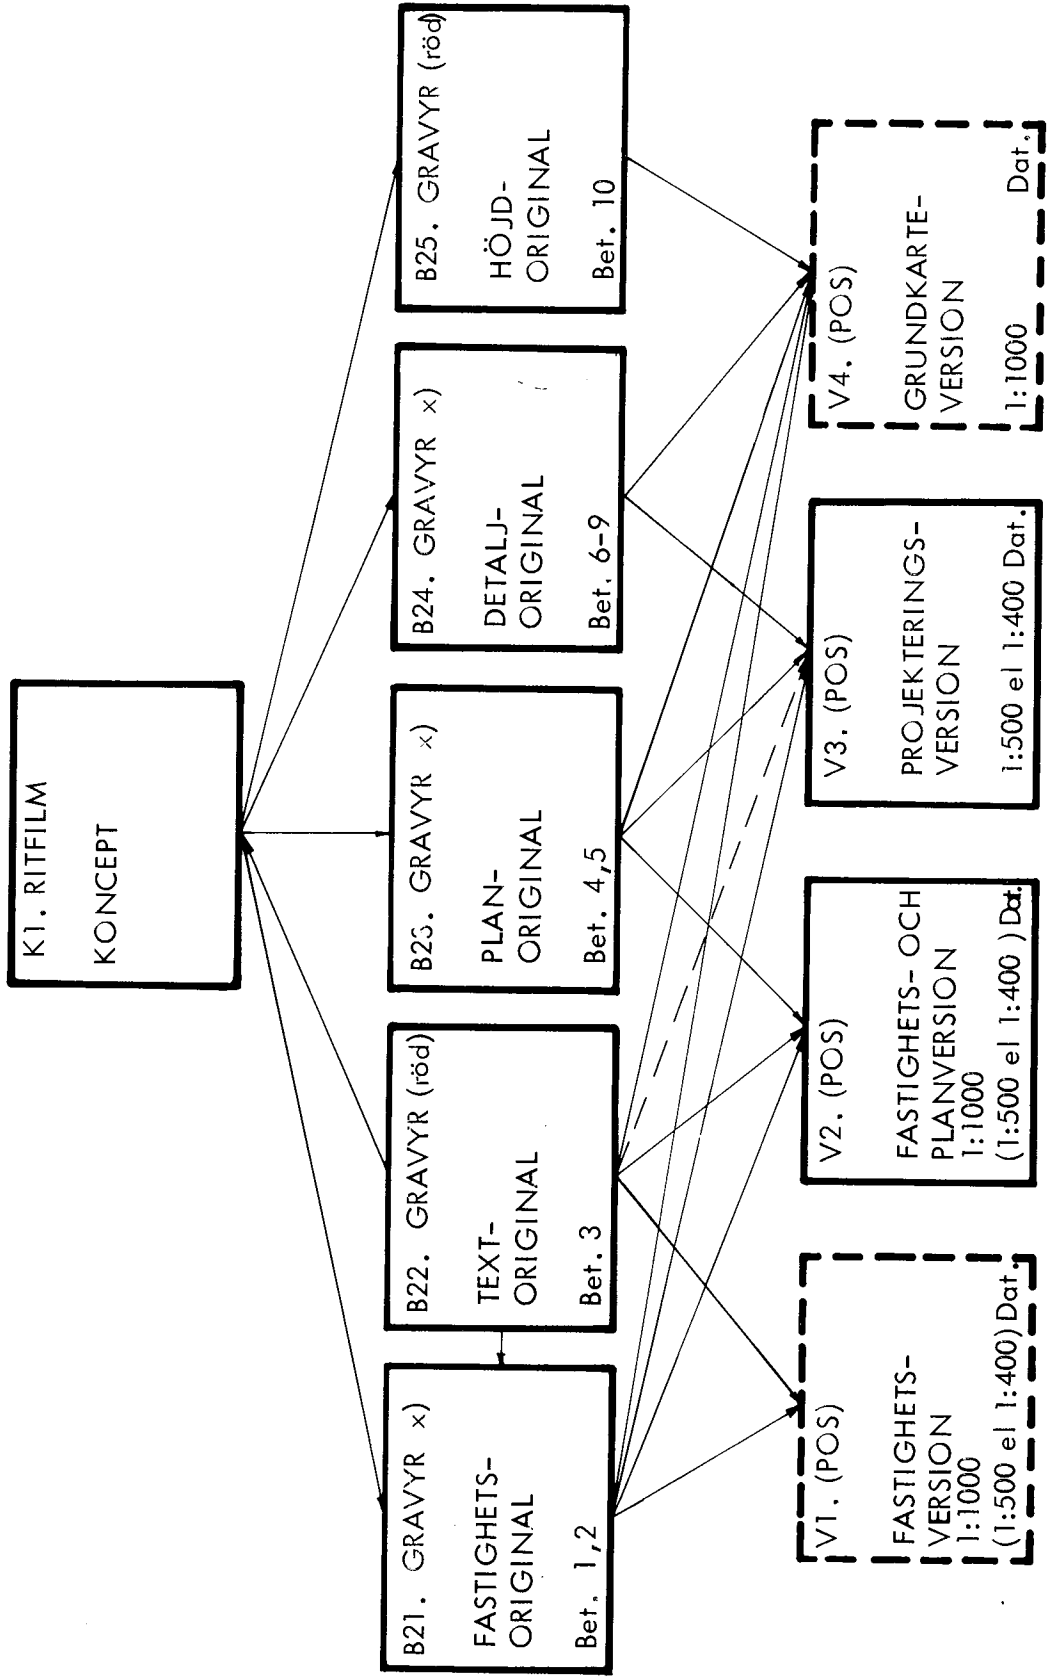 K1. RITFILM
KONCEPT
B21. GRAVYR x)
FASTIGHETS-
ORIGINAL
Bet. 1,2
B22. GRAVYR (röd)
TEXT-
ORIGINAL
Bet. 3
B23. GRAVYR x)
PLAN-
ORIGINAL
Bet. 4,5
B24. GRAVYR x)
DETALJ-
ORIGINAL
Bet. 6-9
B25. GRAVYR (röd)
HÖJD-
ORIGINAL
Bet. 10
V1. (POS)
FASTIGHETS-
VERSION
1:1000
(1:500 el 1:400) Dat.
V2. (POS)
FASTIGHETS- OCH
PLANVERSION
1:1000
(1:500 el 1:400 ) Dat.
V3. (POS)
PROJEKTERINGS-
VERSION
1:500 el 1:400 Dat.
V4. (POS)
GRUNDKARTE-
VERSION
1:1000 Dat.